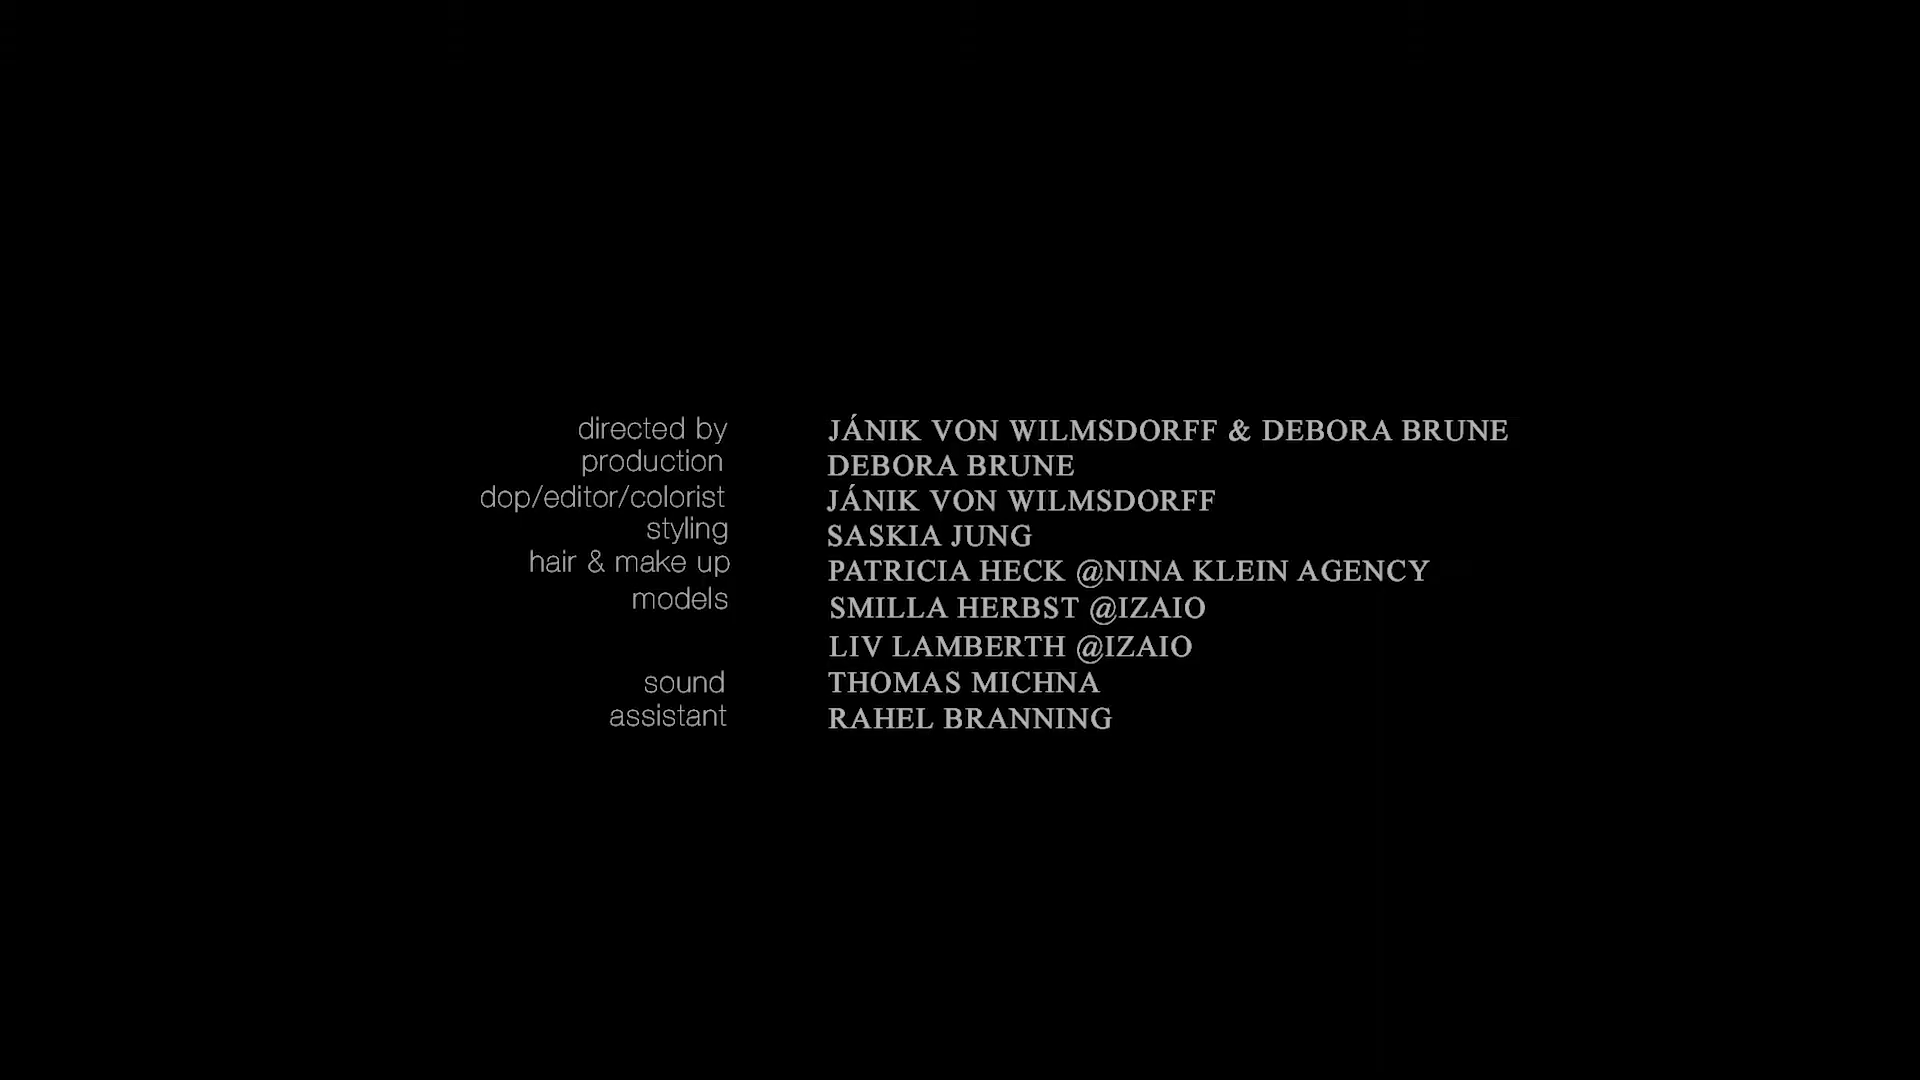 directed by JÁNIK VON WILMSDORFF & DEBORA BRUNE
production DEBORA BRUNE
dop/editor/colorist JÁNIK VON WILMSDORFF
styling SASKIA JUNG
hair & make up PATRICIA HECK @NINA KLEIN AGENCY
models SMILLA HERBST @IZAIO
LIV LAMBERTH @IZAIO
sound THOMAS MICHNA
assistant RAHEL BRANNING